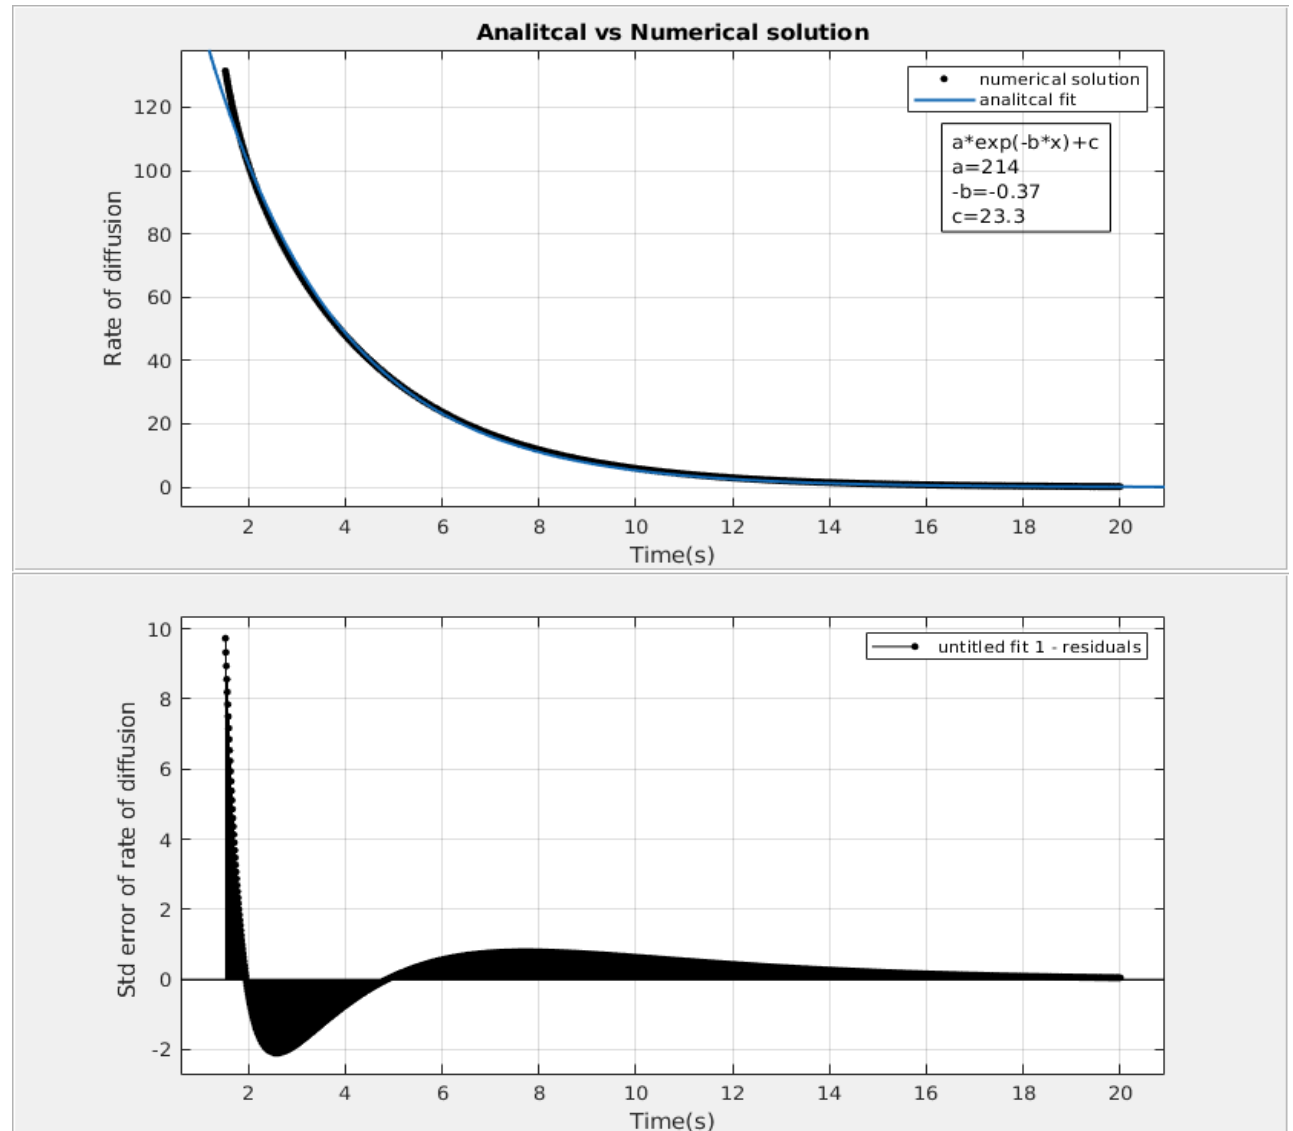 Analitcal vs Numerical solution
numerical solution
analitcal fit
a*exp(-b*x)+c
a=214
-b=-0.37
c=23.3
Rate of diffusion
120
100
80
60
40
20
0
2 4 6 8 10 12 14 16 18 20
Time(s)
untitled fit 1 - residuals
Std error of rate of diffusion
10
8
6
4
2
0
-2
2 4 6 8 10 12 14 16 18 20
Time(s)